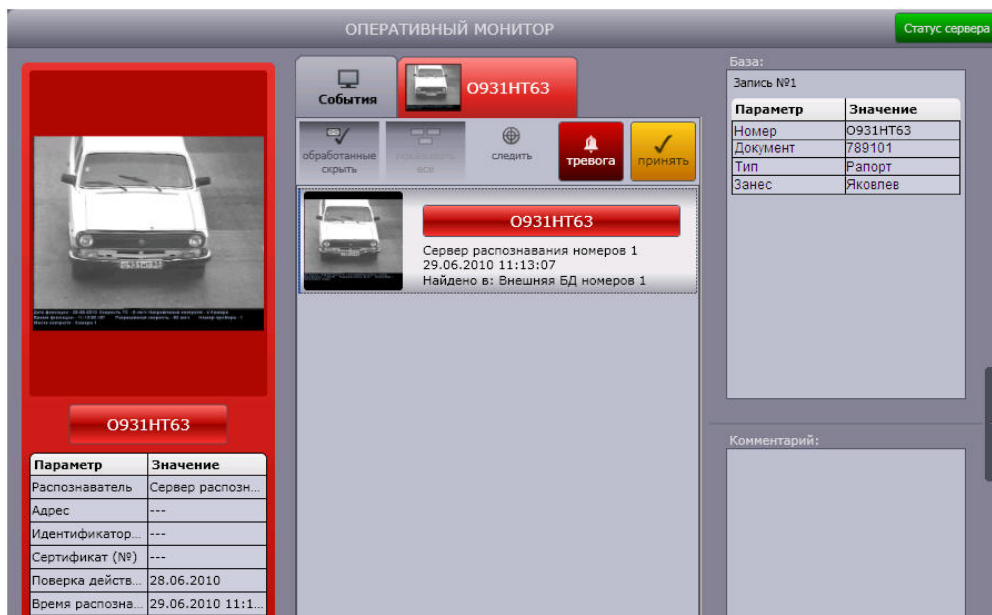 ОПЕРАТИВНЫЙ МОНИТОР
Статус сервера
О931НТ63
Параметр Значение
Распознаватель Сервер распозн...
Адрес ---
Идентификатор... ---
Сертификат (№) ---
Поверка действ... 28.06.2010
Время распозна... 29.06.2010 11:1...
События
О931НТ63
обработанные
скрыть
все
следить
тревога
принять
О931НТ63
Сервер распознавания номеров 1
29.06.2010 11:13:07
Найдено в: Внешняя БД номеров 1
База:
Запись №1
Параметр Значение
Номер О931НТ63
Документ 789101
Тип Рапорт
Занес Яковлев
Комментарий: